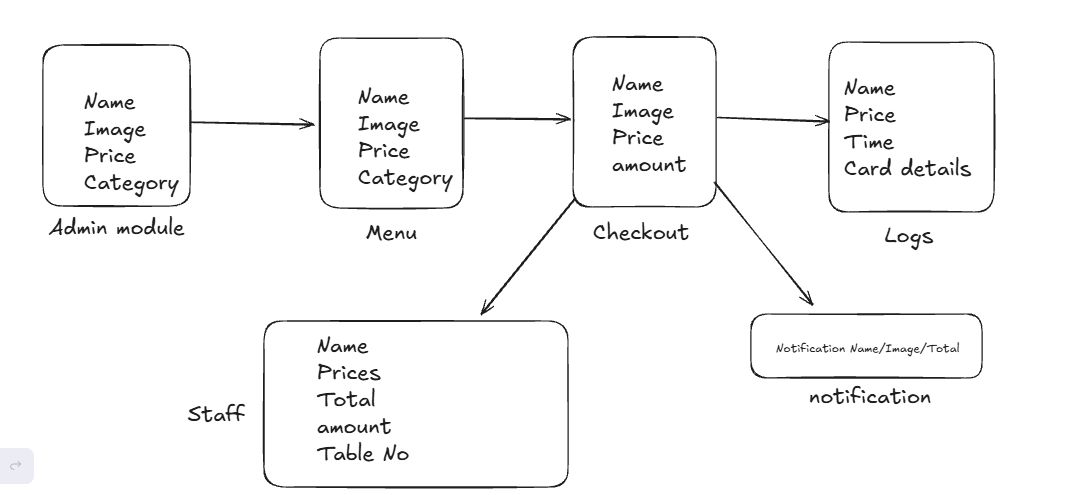 Name
Image
Price
Category
Admin module
Name
Image
Price
Category
Menu
Name
Image
Price
amount
Checkout
Name
Price
Time
Card details
Logs
Name
Prices
Total
amount
Table No
Staff
Notification Name/Image/Total
notification